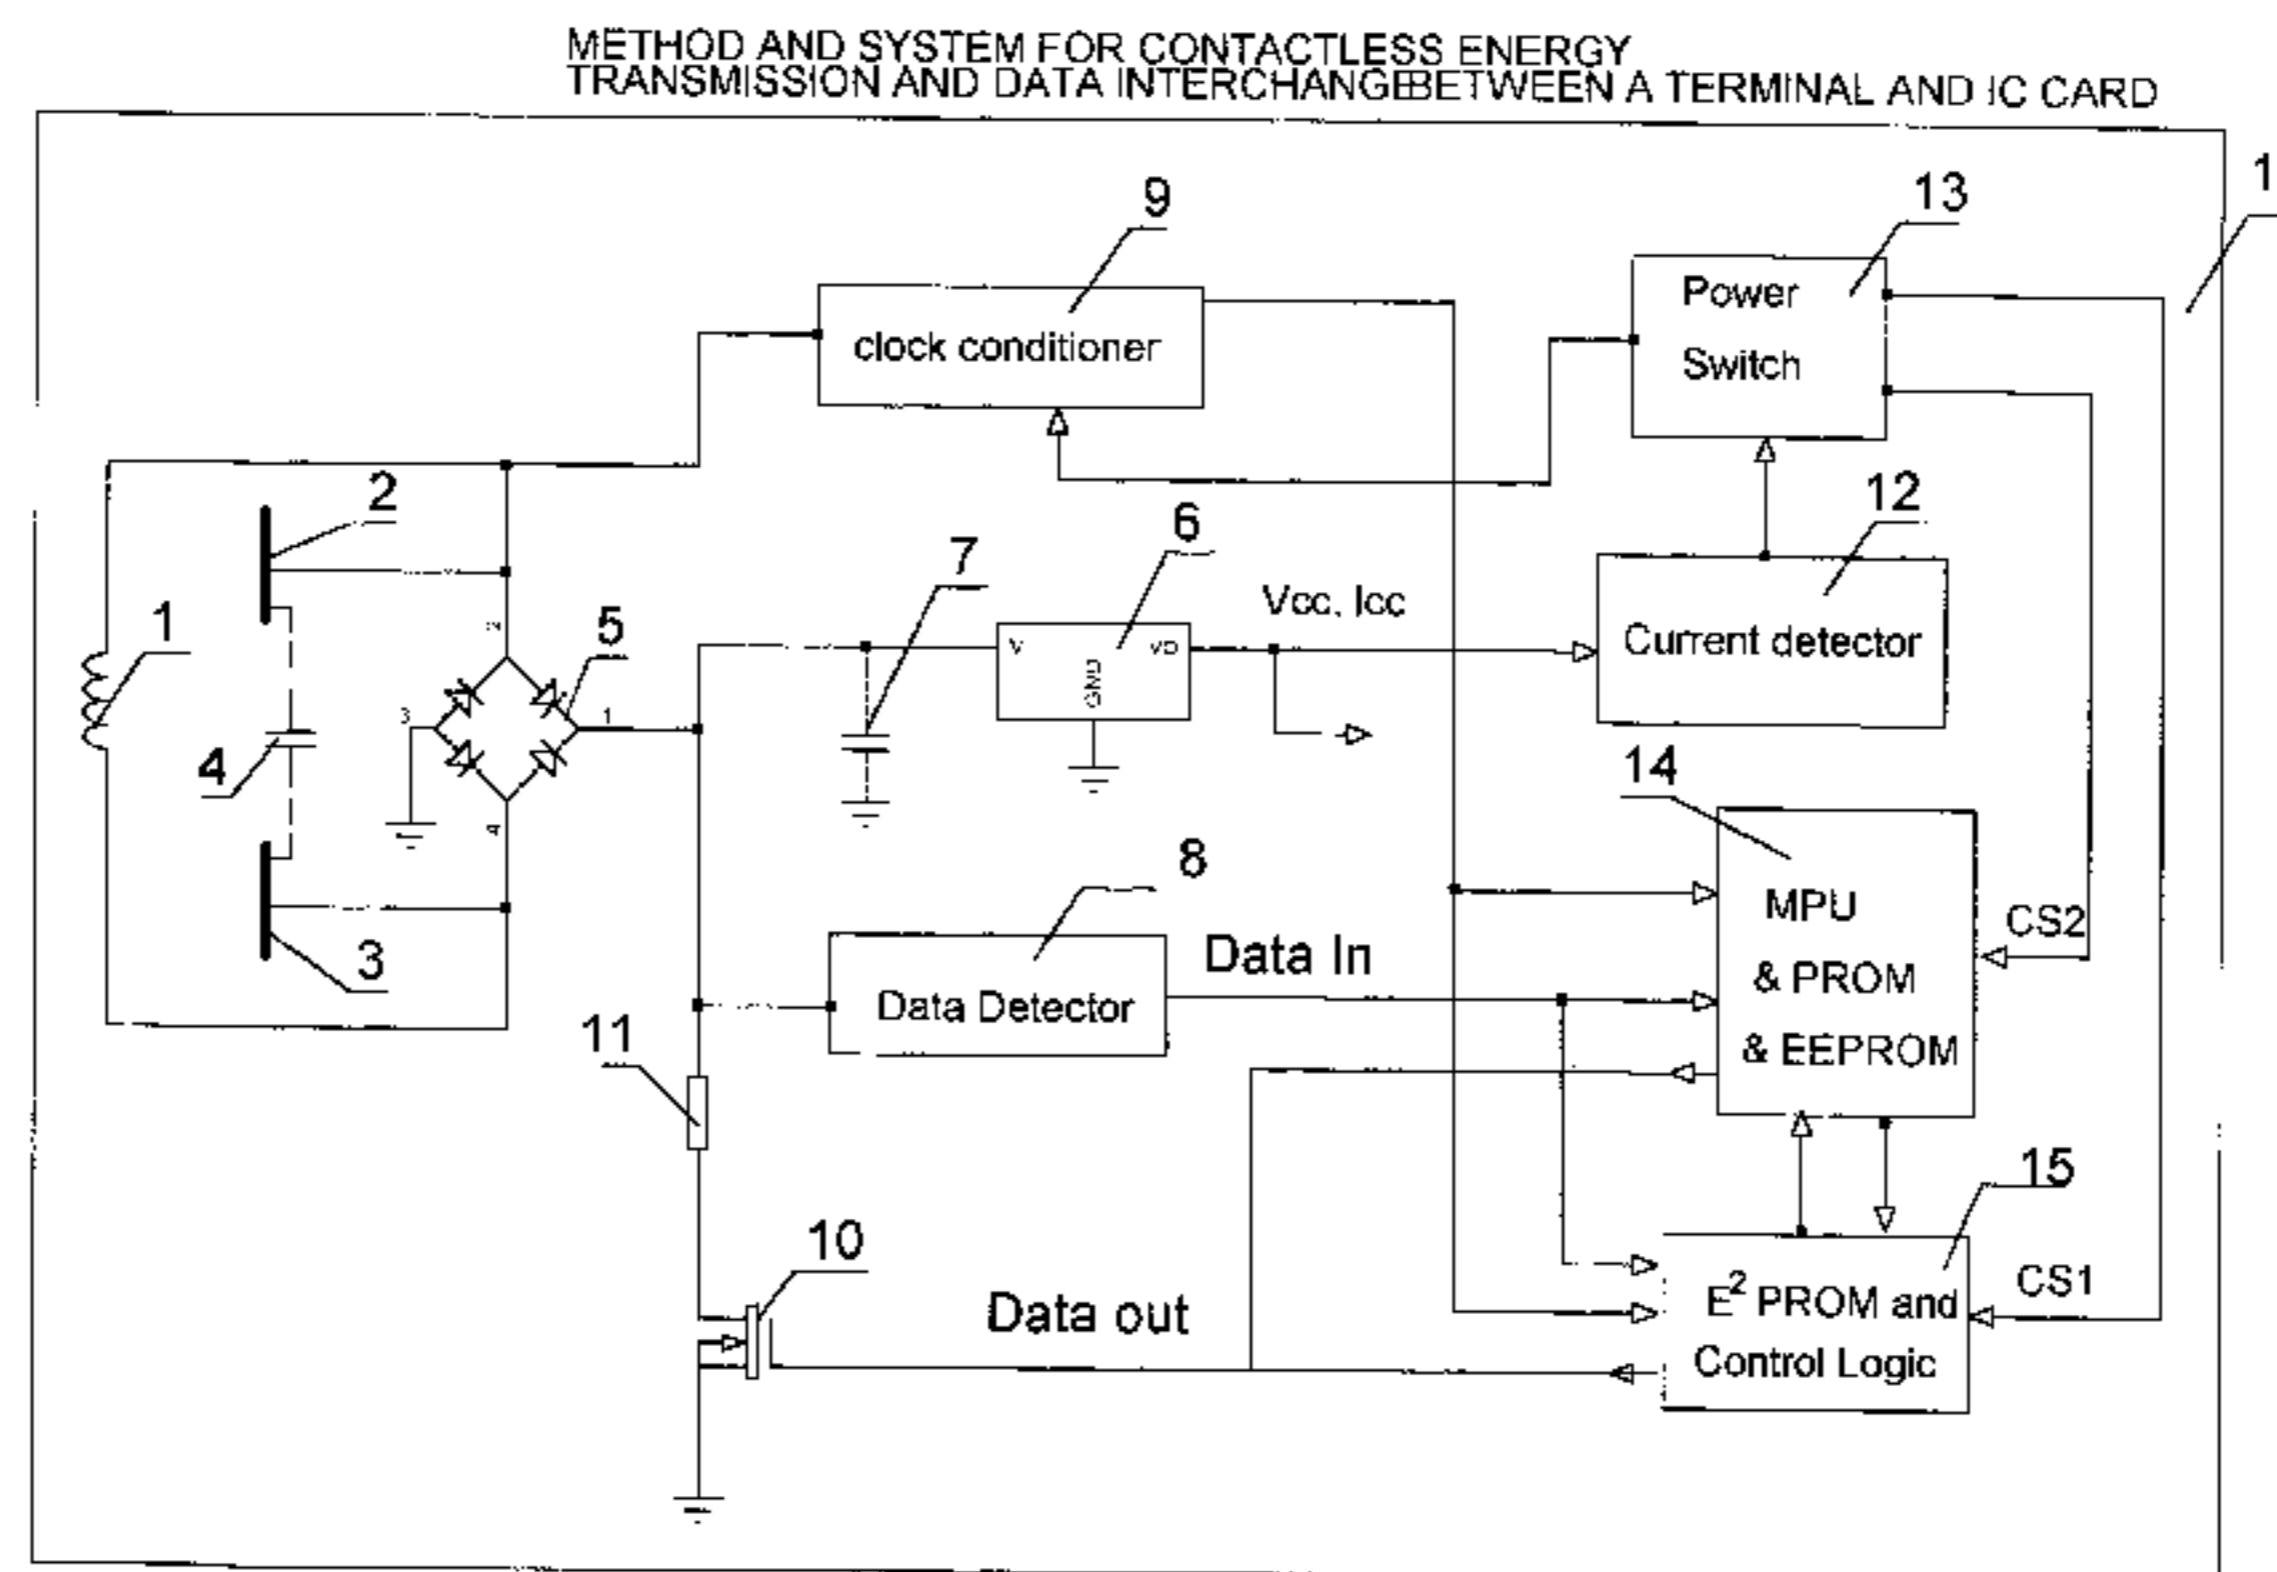 METHOD AND SYSTEM FOR CONTACTLESS ENERGY
TRANSMISSION AND DATA INTERCHANGEBETWEEN A TERMINAL AND IC CARD
1
9
13
clock conditioner
Power
Switch
2
12
6
7
Vcc, Icc
1
5
2
V
VO
GND
Current detector
3
1
4
14
4
8
MPU
& PROM
& EEPROM
CS2
3
Data In
Data Detector
11
15
10
CS1
Data out
E² PROM and
Control Logic